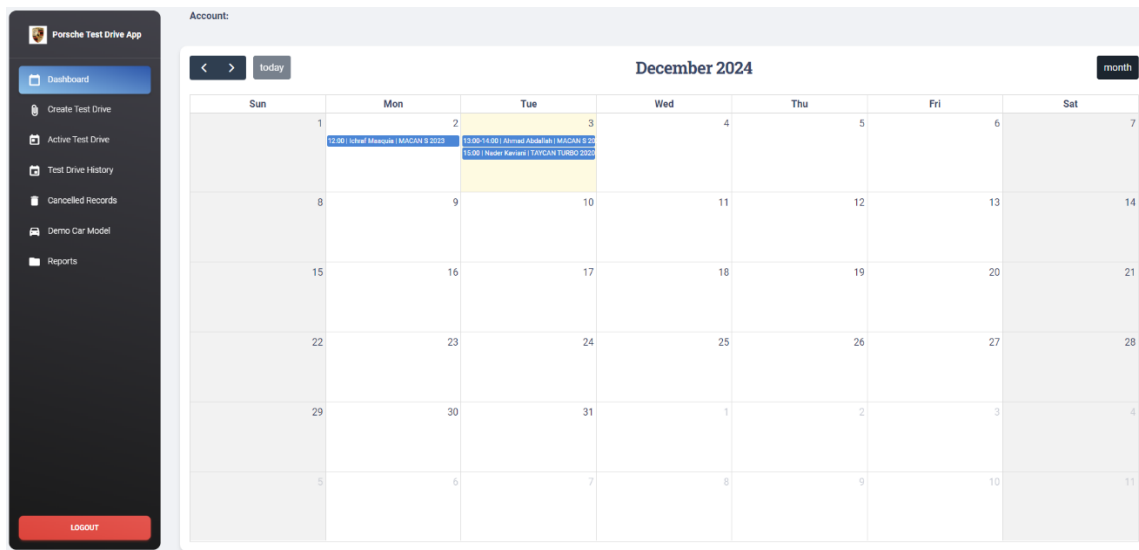 Account:
Porsche Test Drive App
Dashboard
Create Test Drive
Active Test Drive
Test Drive History
Cancelled Records
Demo Car Model
Reports
LOGOUT
today
December 2024
month
Sun Mon Tue Wed Thu Fri Sat
1 2 3 4 5 6 7
12:00 | Ichraf Masquie | MACAN S 2023
13:00-14:00 | Ahmed Abdallah | MACAN S 20
15:00 | Nader Kaviani | TAYCAN TURBO 2020
8 9 10 11 12 13 14
15 16 17 18 19 20 21
22 23 24 25 26 27 28
29 30 31 1 2 3 4
5 6 7 8 9 10 11